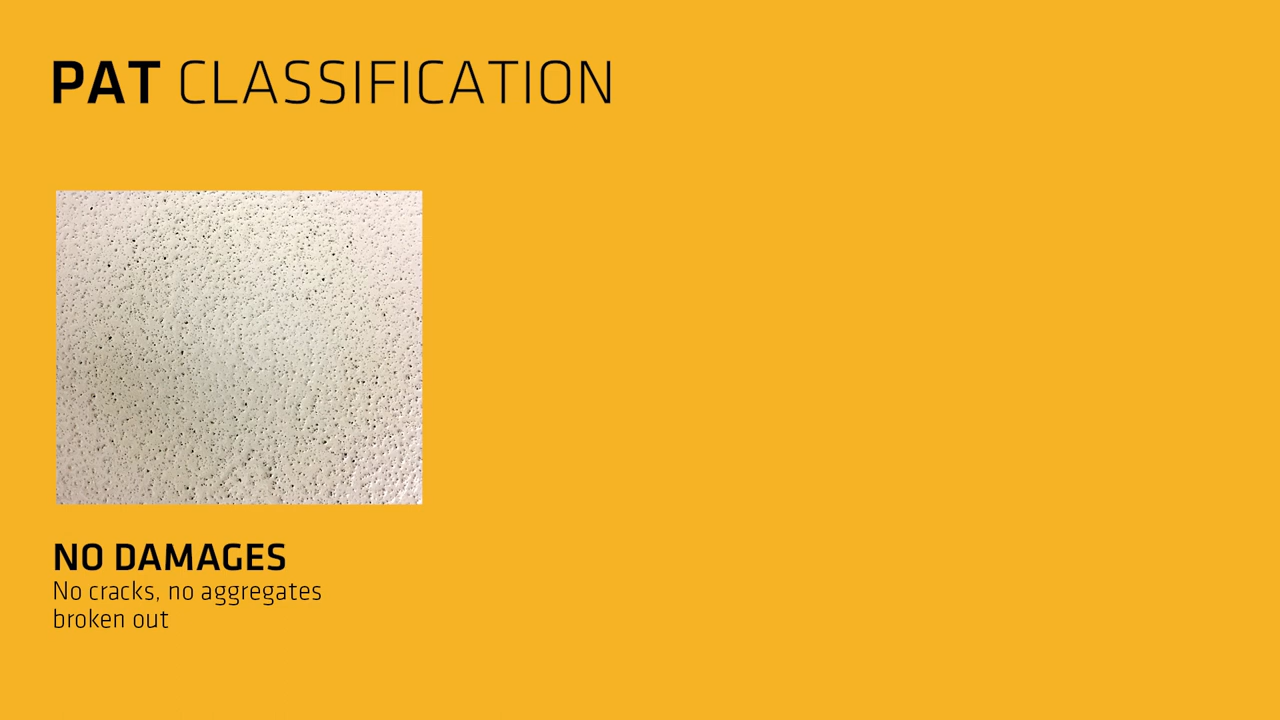 PAT CLASSIFICATION
NO DAMAGES
No cracks, no aggregates
broken out